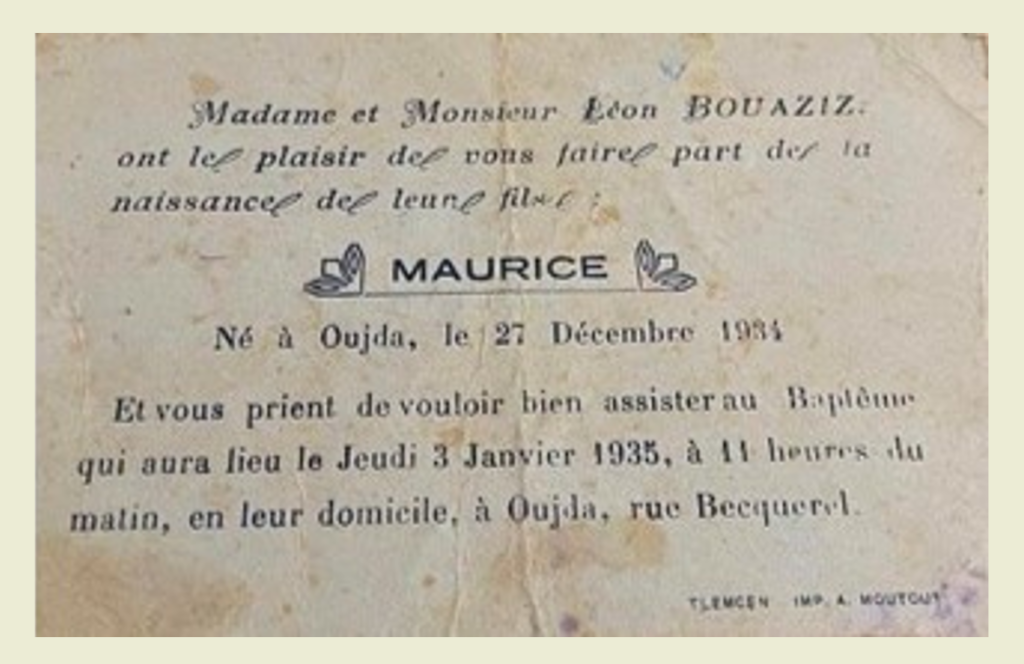 Madame et Monsieur Léon BOUAZIZ.
ont le plaisir de vous faire part de la
naissance de leur fils :
MAURICE
Né à Oujda, le 27 Décembre 1934
Et vous prient de vouloir bien assister au Baptême
qui aura lieu le Jeudi 3 Janvier 1935, à 11 heures du
matin, en leur domicile, à Oujda, rue Becquerel.
TLEMCEN IMP. A. MOUTOUT